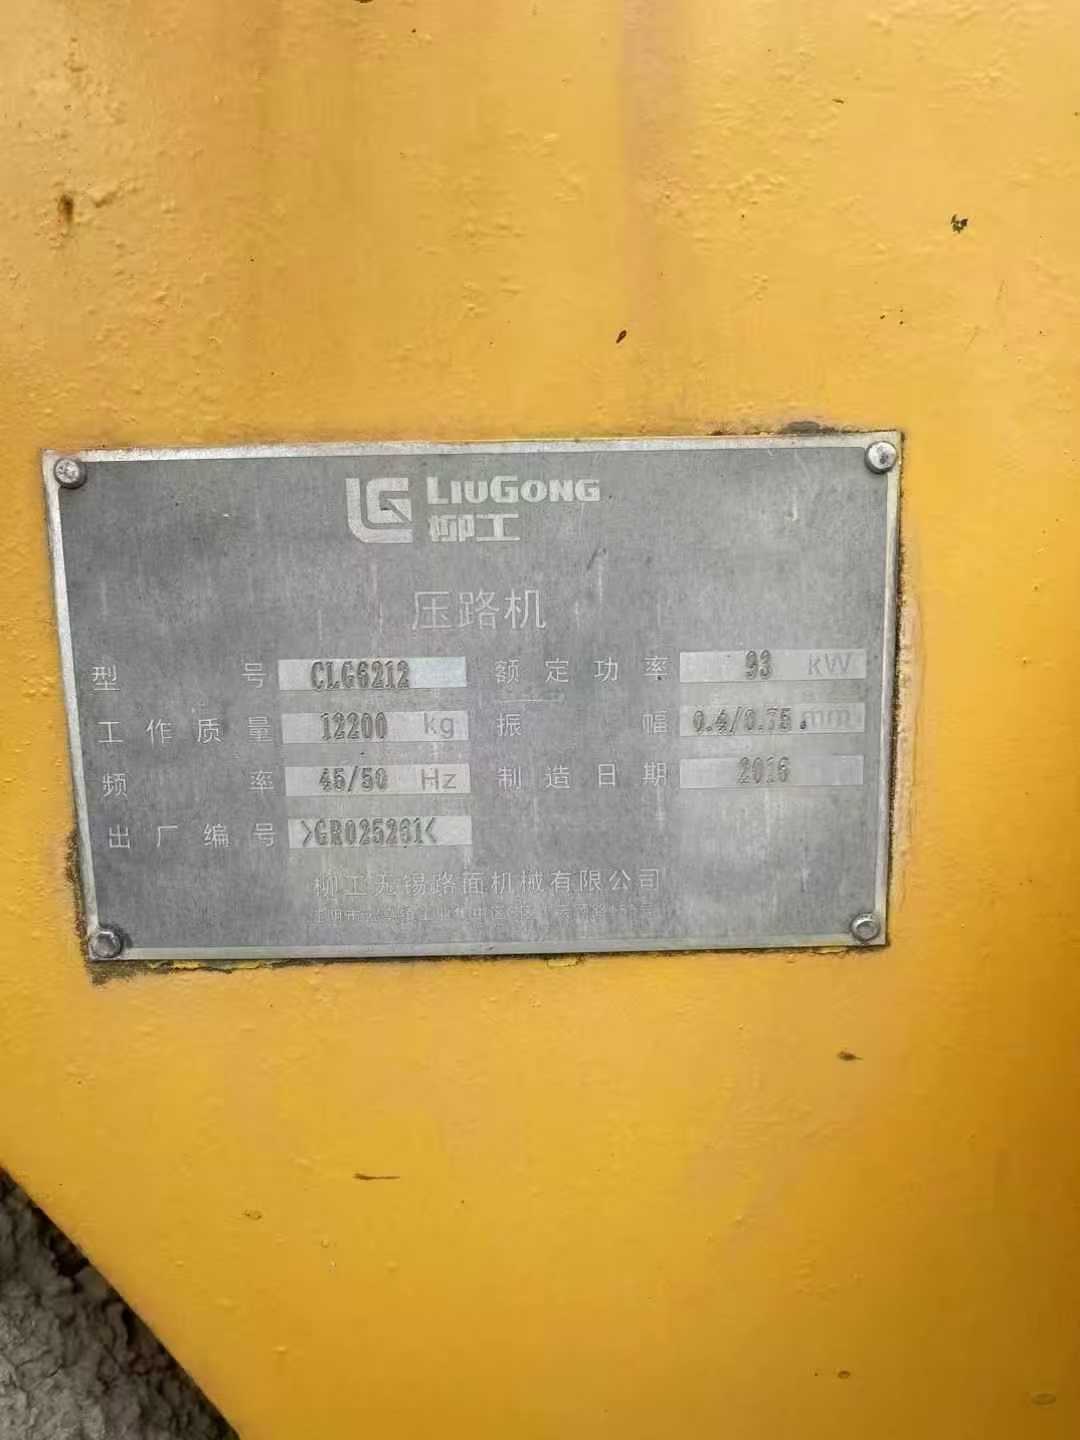 LG LIUGONG
柳工
压路机
型号 CLG6212 额定功率 93 kW
工作质量 12200 kg 振幅 0.4/0.75 mm
频率 45/50 Hz 制造日期 2016
出厂编号 >GR025261<
柳工无锡路面机械有限公司